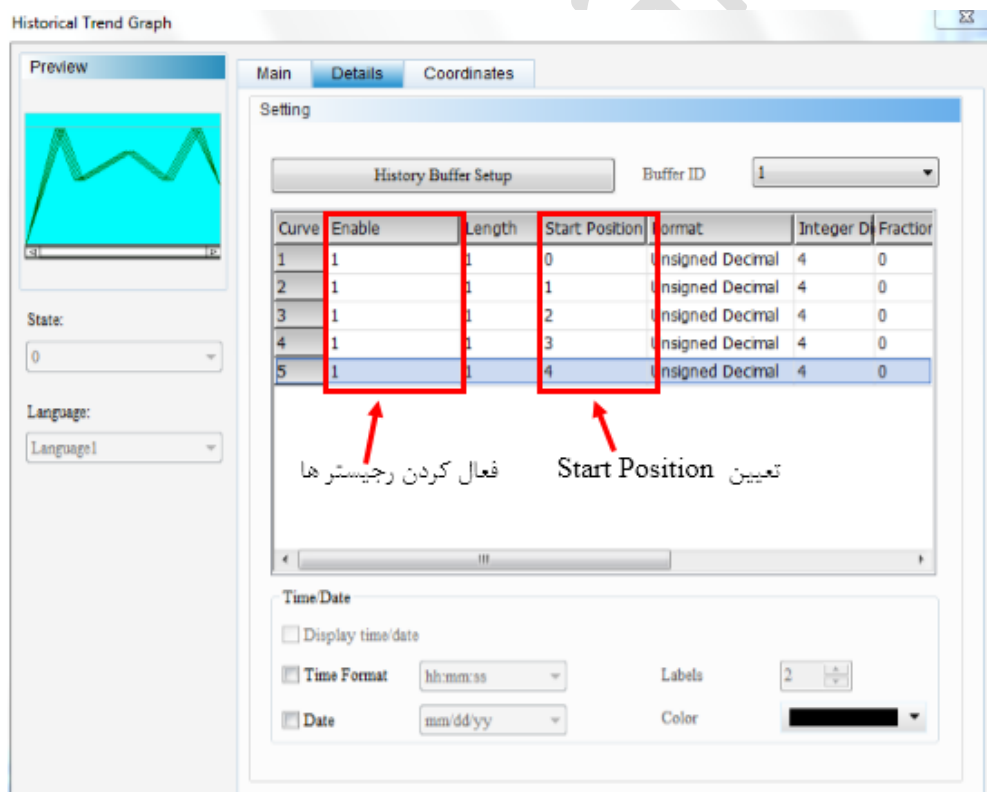 Historical Trend Graph
Preview
Main Details Coordinates
Setting
History Buffer Setup Buffer ID 1
Curve Enable Length Start Position Format Integer Di Fraction
1 1 1 0 Unsigned Decimal 4 0
2 1 1 1 Unsigned Decimal 4 0
3 1 1 2 Unsigned Decimal 4 0
4 1 1 3 Unsigned Decimal 4 0
5 1 1 4 Unsigned Decimal 4 0
State:
0
Language:
Language1
فعال کردن رجیستر ها
تعیین Start Position
Time/Date
Display time/date
Time Format hh:mm:ss Labels 2
Date mm/dd/yy Color